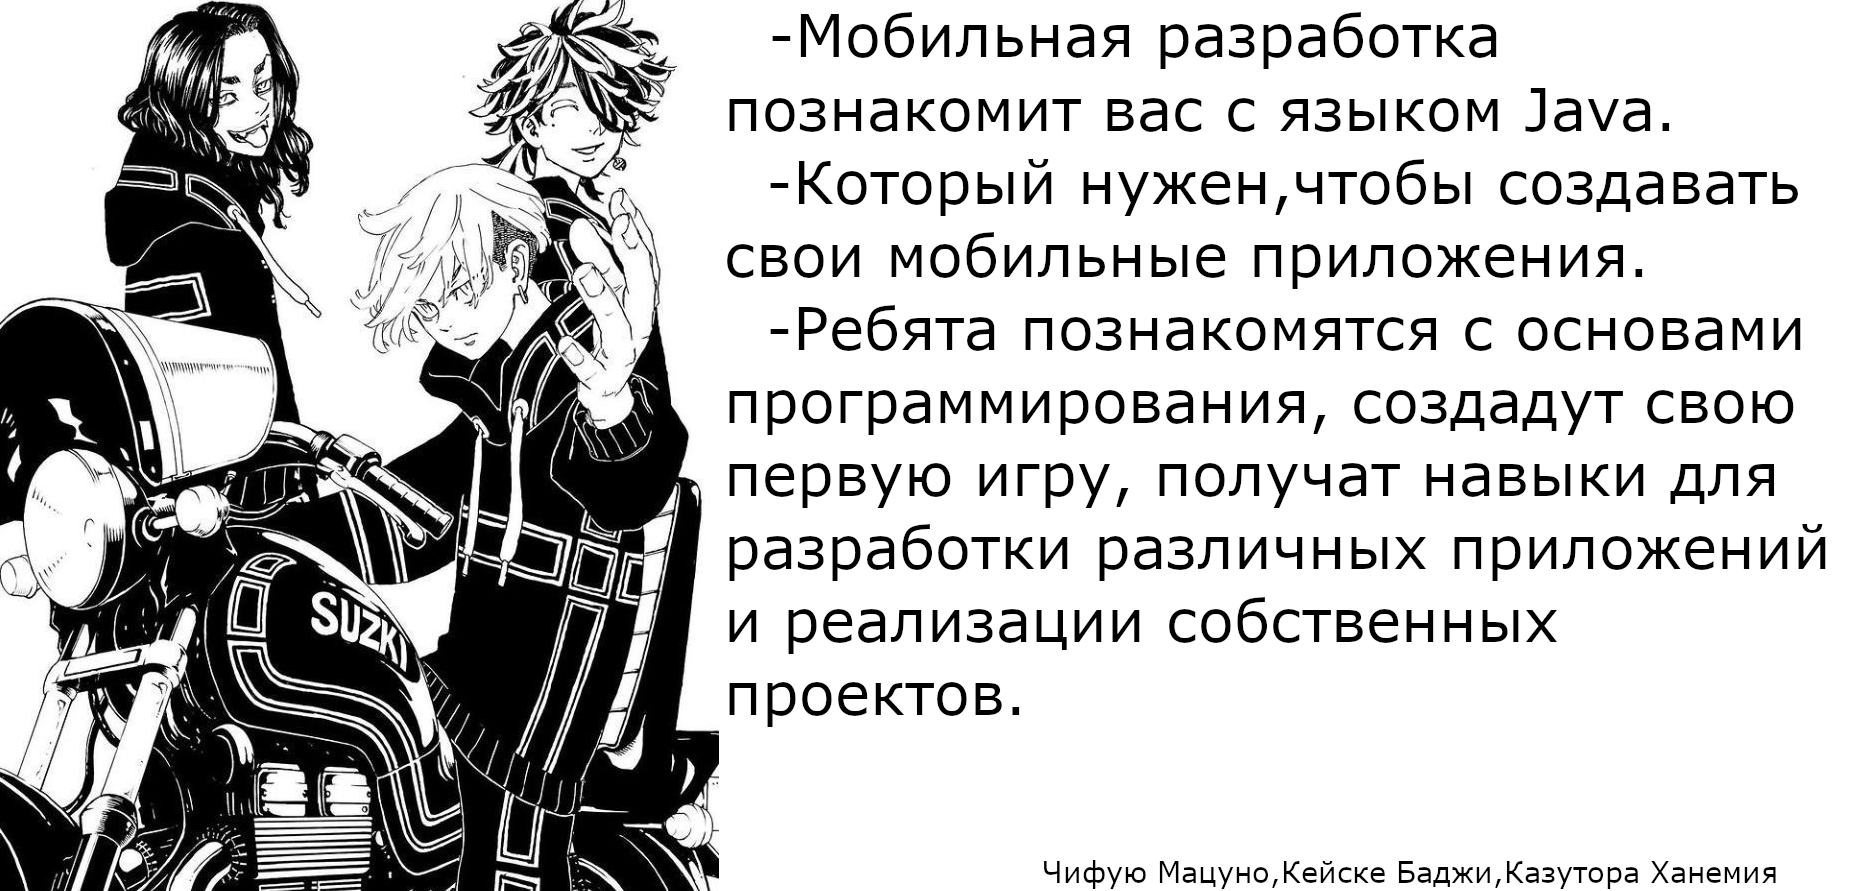 -Мобильная разработка
познакомит вас с языком Java.
-Который нужен,чтобы создавать
свои мобильные приложения.
-Ребята познакомятся с основами
программирования, создадут свою
первую игру, получат навыки для
разработки различных приложений
и реализации собственных
проектов.
SUZKI
Чифую Мацуно,Кейске Баджи,Казутора Ханемия